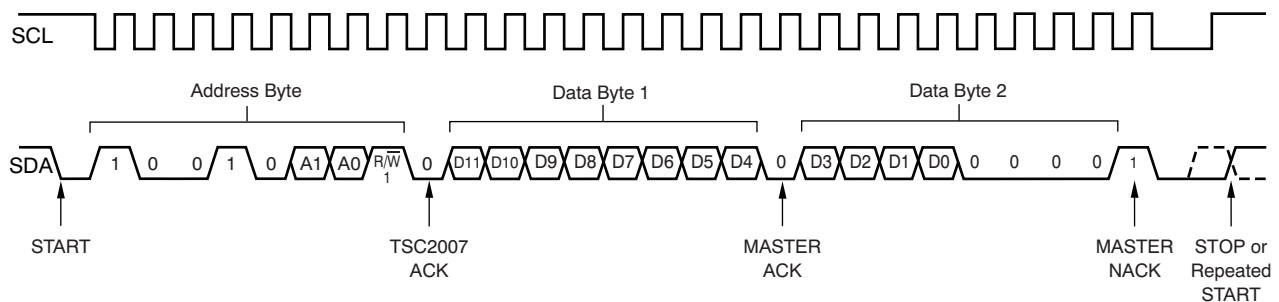 SCL
Address Byte Data Byte 1 Data Byte 2
SDA 1 0 0 1 0 A1 A0 R/W̅ 1 0 D11 D10 D9 D8 D7 D6 D5 D4 0 D3 D2 D1 D0 0 0 0 0 1
START TSC2007 ACK MASTER ACK MASTER NACK STOP or Repeated START